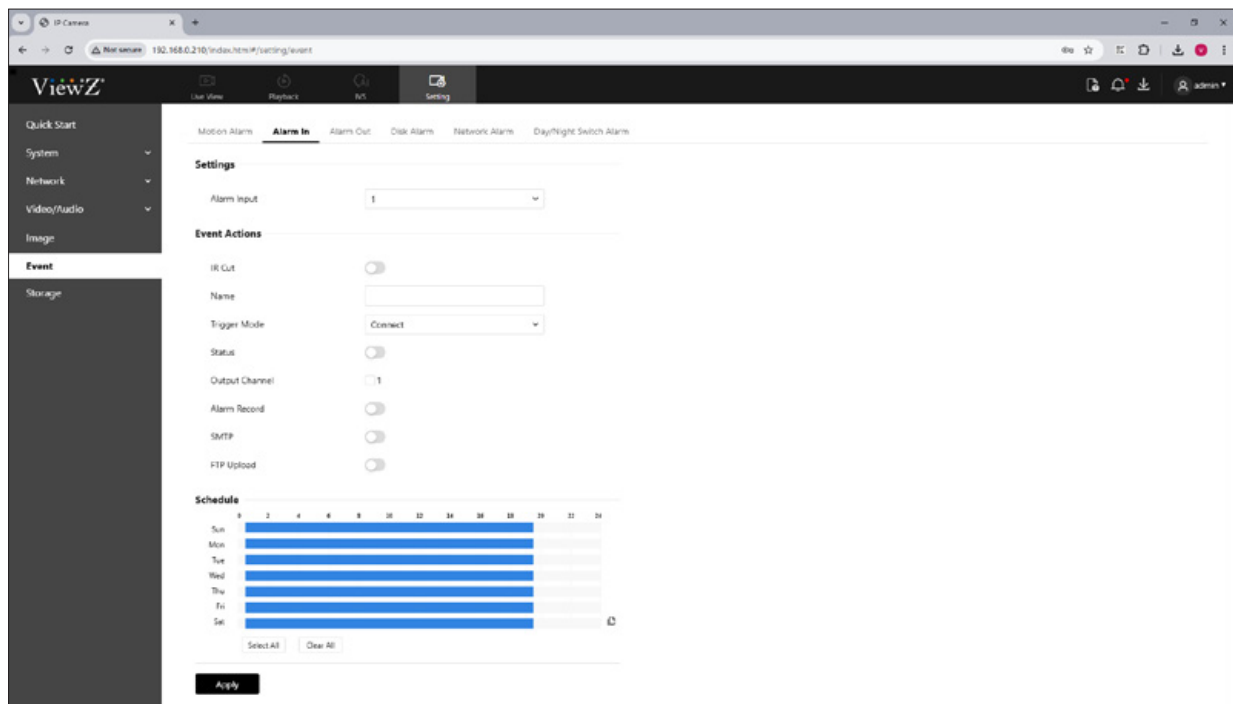 IP Camera
Not secure 192.168.0.210/index.html#/setting/event
ViewZ
Live View Playback IVS Setting
admin
Quick Start
System
Network
Video/Audio
Image
Event
Storage
Motion Alarm Alarm In Alarm Out Disk Alarm Network Alarm Day/Night Switch Alarm
Settings
Alarm Input 1
Event Actions
IR Cut
Name
Trigger Mode Connect
Status
Output Channel 1
Alarm Record
SMTP
FTP Upload
Schedule
0 2 4 6 8 10 12 14 16 18 20 22 24
Sun
Mon
Tue
Wed
Thu
Fri
Sat
Select All Clear All
Apply